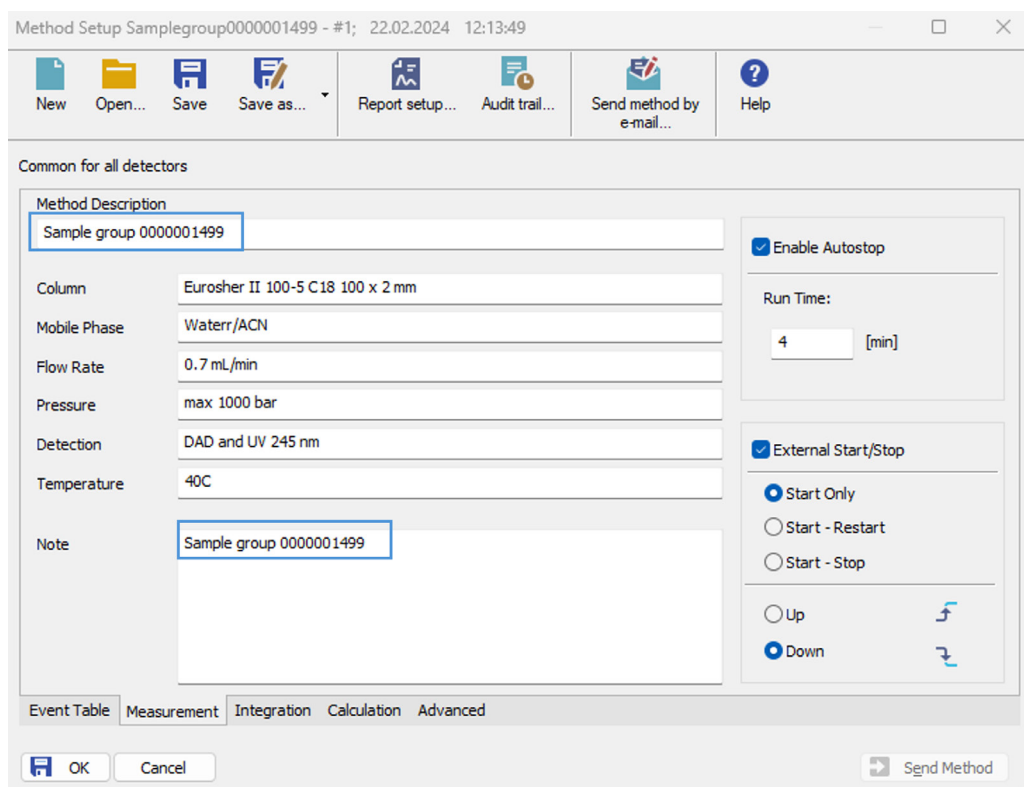 Method Setup Samplegroup0000001499 - #1; 22.02.2024 12:13:49
New Open... Save Save as... Report setup... Audit trail... Send method by e-mail... Help
Common for all detectors
Method Description
Sample group 0000001499
Column Eurosher II 100-5 C18 100 x 2 mm
Mobile Phase Waterr/ACN
Flow Rate 0.7 mL/min
Pressure max 1000 bar
Detection DAD and UV 245 nm
Temperature 40C
Note Sample group 0000001499
Enable Autostop
Run Time:
4 [min]
External Start/Stop
Start Only
Start - Restart
Start - Stop
Up
Down
Event Table Measurement Integration Calculation Advanced
OK Cancel Send Method